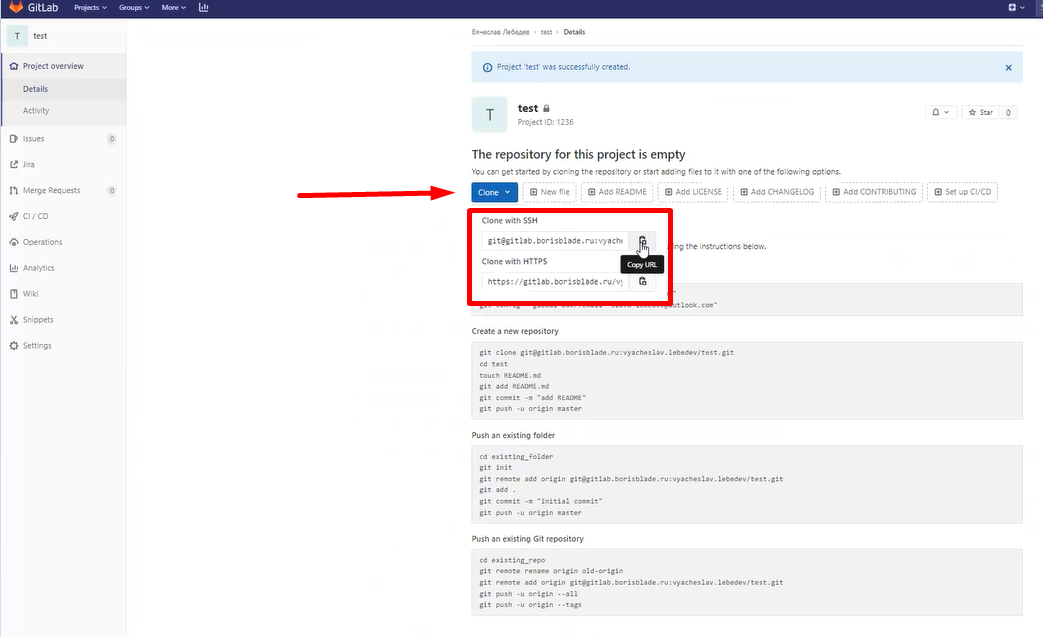 GitLab Projects Groups More
T test
Project overview
Details
Activity
Issues 0
Jira
Merge Requests 0
CI / CD
Operations
Analytics
Wiki
Snippets
Settings
Вячеслав Лебедев > test > Details
Project 'test' was successfully created.
T
test
Project ID: 1236
Star 0
The repository for this project is empty
You can get started by cloning the repository or start adding files to it with one of the following options.
Clone New file Add README Add LICENSE Add CHANGELOG Add CONTRIBUTING Set up CI/CD
Clone with SSH
git@gitlab.borisblade.ru:vyache
the instructions below.
Clone with HTTPS
Copy URL
https://gitlab.borisblade.ru/vy
Create a new repository
git clone git@gitlab.borisblade.ru:vyacheslav.lebedev/test.git
cd test
touch README.md
git add README.md
git commit -m "add README"
git push -u origin master
Push an existing folder
cd existing_folder
git init
git remote add origin git@gitlab.borisblade.ru:vyacheslav.lebedev/test.git
git add .
git commit -m "Initial commit"
git push -u origin master
Push an existing Git repository
cd existing_repo
git remote rename origin old-origin
git remote add origin git@gitlab.borisblade.ru:vyacheslav.lebedev/test.git
git push -u origin --all
git push -u origin --tags